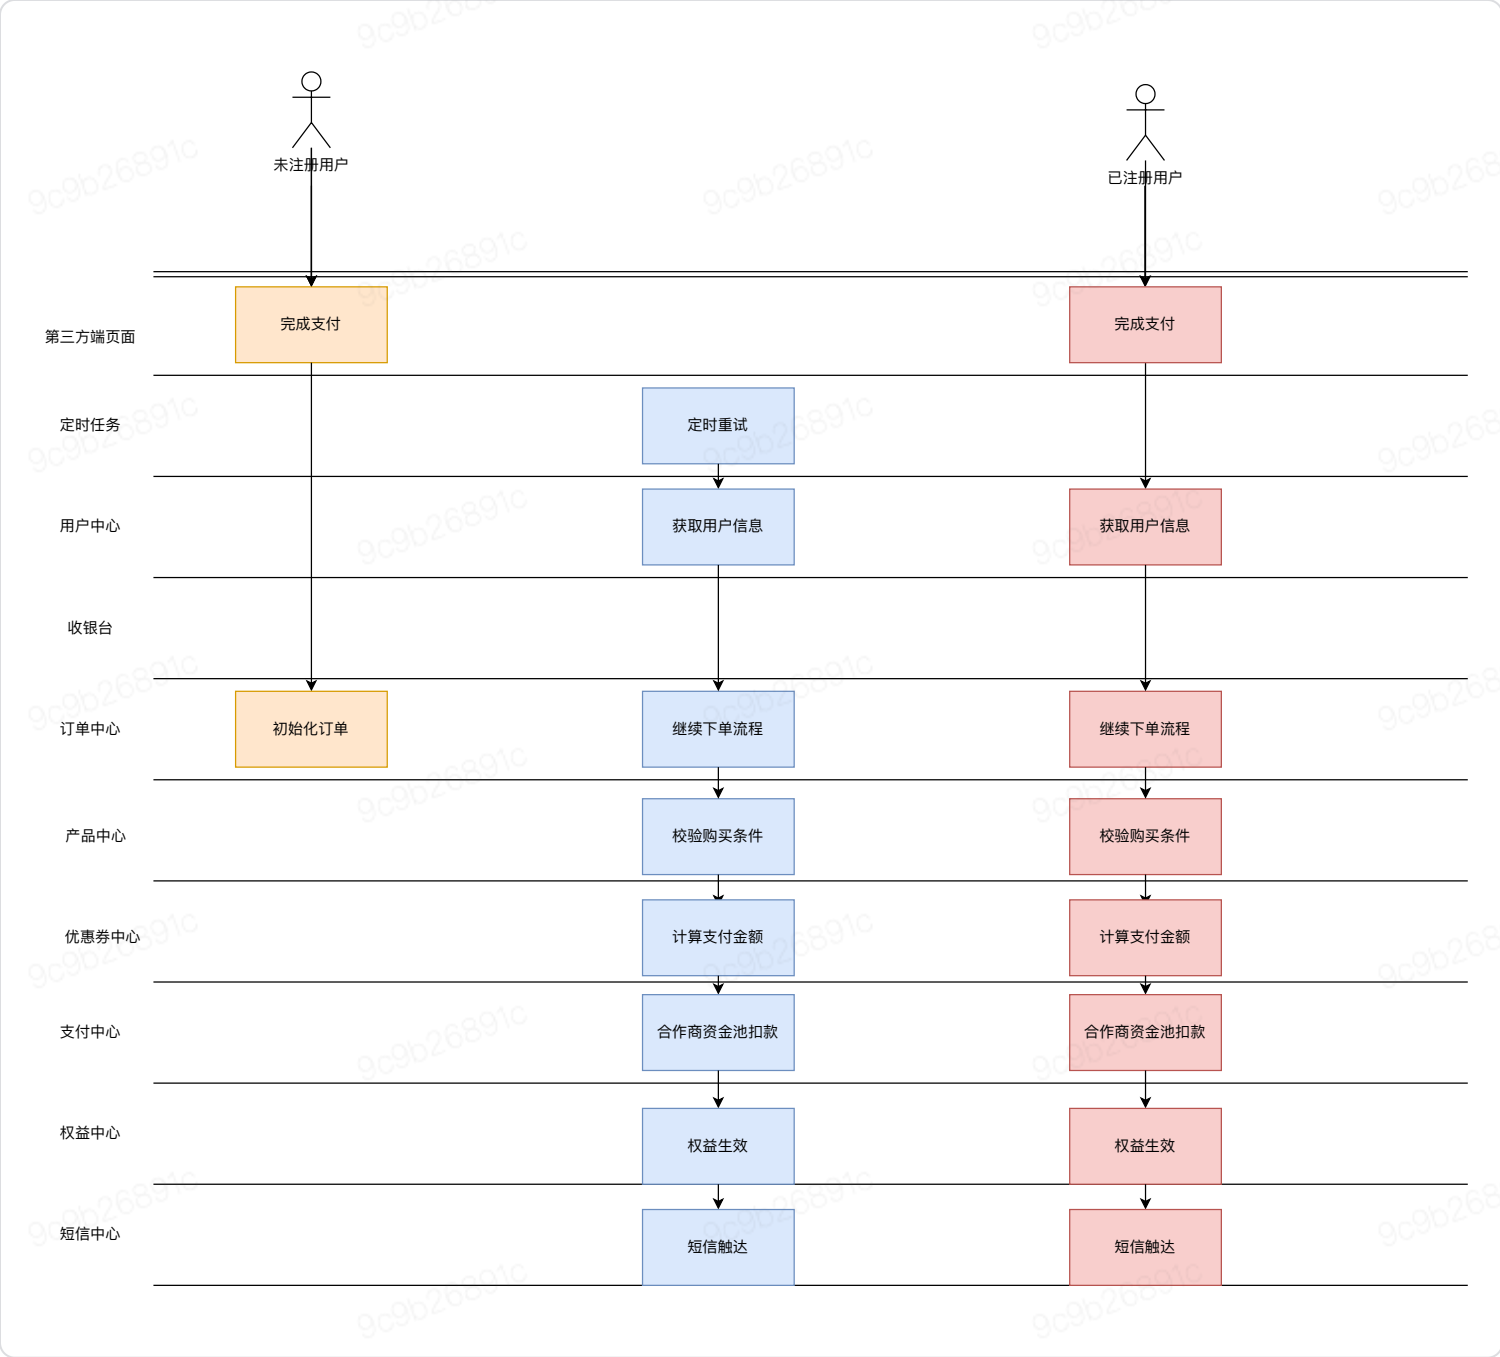 未注册用户
已注册用户
第三方端页面
完成支付
完成支付
定时任务
定时重试
用户中心
获取用户信息
获取用户信息
收银台
订单中心
初始化订单
继续下单流程
继续下单流程
产品中心
校验购买条件
校验购买条件
优惠券中心
计算支付金额
计算支付金额
支付中心
合作商资金池扣款
合作商资金池扣款
权益中心
权益生效
权益生效
短信中心
短信触达
短信触达
9c9b26891c